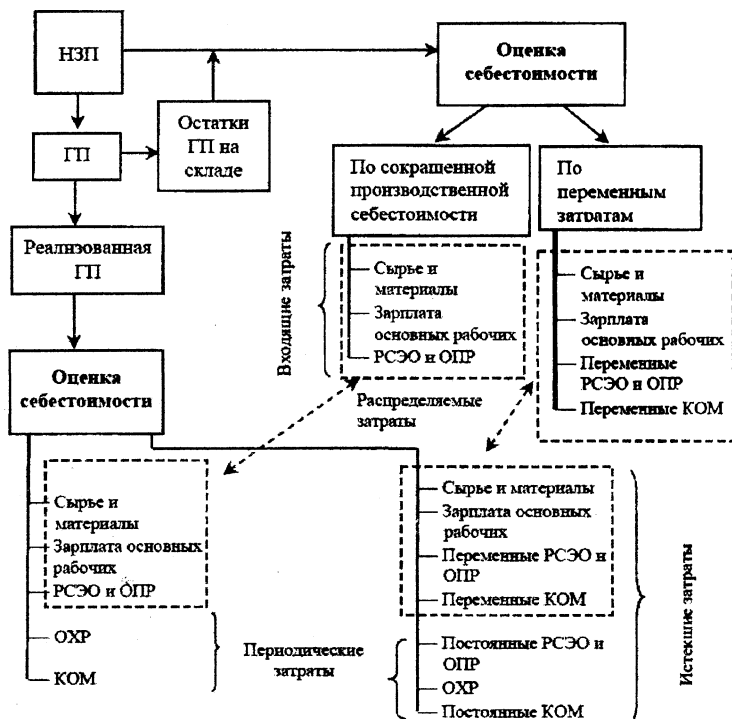 НЗП
Оценка
себестоимости
Остатки
ГП на
складе
ГП
По сокрашенной
производственной
себестоимости
По
переменным
затратам
Реализованная
ГП
Входящие затраты
Сырье и
материалы
Зарплата
основных рабочих
РСЭО и ОПР
Сырье и
материалы
Зарплата
основных рабочих
Переменные
РСЭО и ОПР
Переменные КОМ
Оценка
себестоимости
Распределяемые
затраты
Сырье и
материалы
Зарплата основных
рабочих
РСЭО и ОПР
ОХР
КОМ
Периодические
затраты
Сырье и материалы
Зарплата основных
рабочих
Переменные РСЭО и
ОПР
Переменные КОМ
Постоянные РСЭО и
ОПР
ОХР
Постоянные КОМ
Истекшие затраты